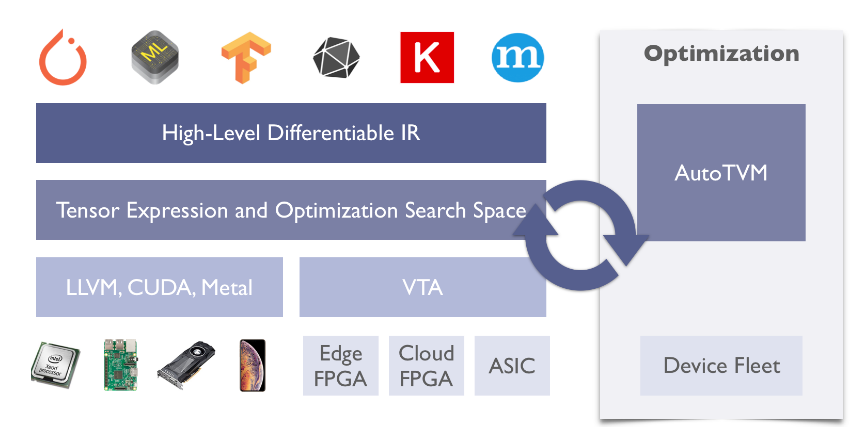 ML
K
m
Optimization
High-Level Differentiable IR
AutoTVM
Tensor Expression and Optimization Search Space
LLVM, CUDA, Metal
VTA
intel
Edge
FPGA
Cloud
FPGA
ASIC
Device Fleet